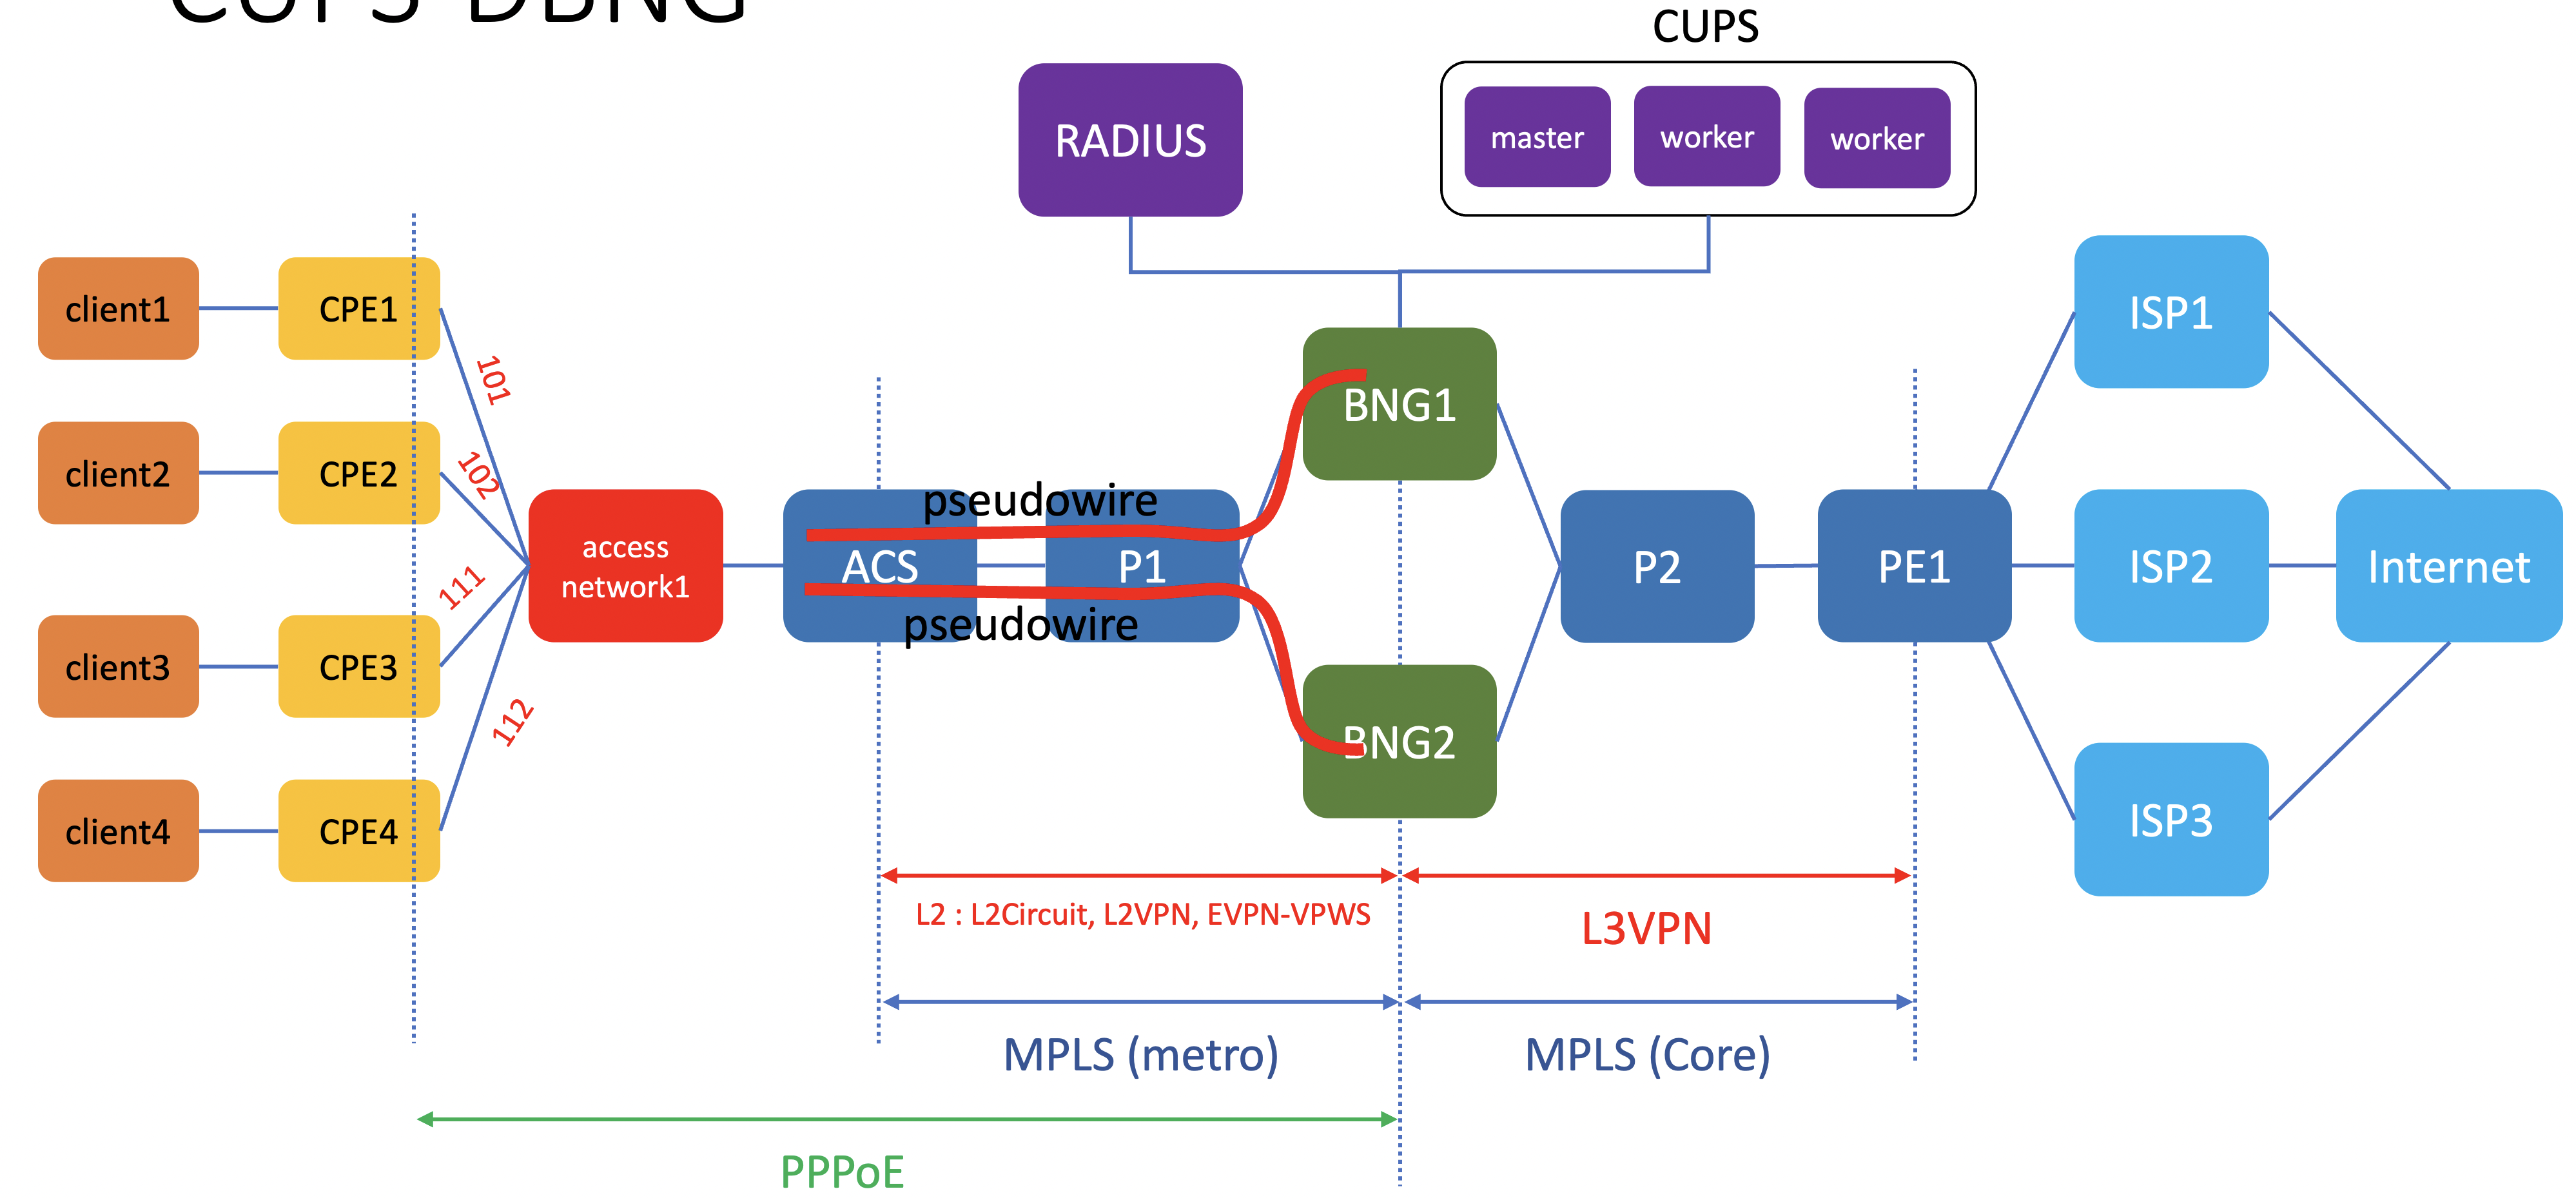 CUPS DBNG
CUPS
RADIUS
master
worker
worker
client1
CPE1
101
ISP1
BNG1
client2
CPE2
102
pseudowire
access
network1
ACS
P1
P2
PE1
ISP2
Internet
111
pseudowire
client3
CPE3
112
BNG2
client4
CPE4
ISP3
L2 : L2Circuit, L2VPN, EVPN-VPWS
L3VPN
MPLS (metro)
MPLS (Core)
PPPoE